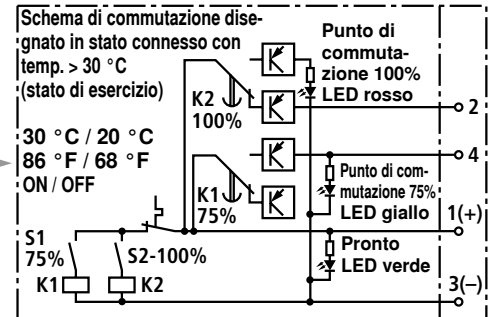 Schema di commutazione dise-
gnato in stato connesso con
temp. > 30 °C
(stato di esercizio)
Punto di
commuta-
zione 100%
LED rosso
K2
100%
2
30 °C / 20 °C
86 °F / 68 °F
ON / OFF
4
K1
75%
Punto di com-
mutazione 75%
LED giallo
1(+)
S1
75%
S2-100%
Pronto
LED verde
K1
K2
3(–)